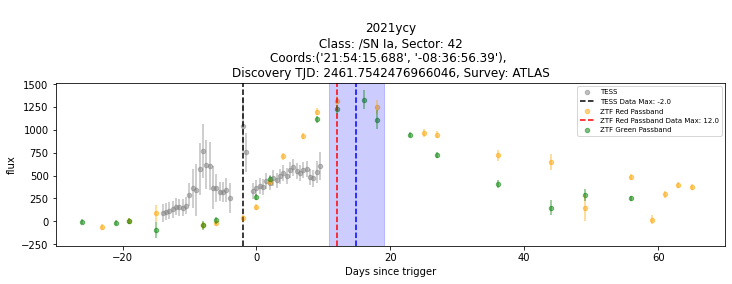 2021ycy
Class: /SN Ia, Sector: 42
Coords:('21:54:15.688', '-08:36:56.39'),
Discovery TJD: 2461.7542476966046, Survey: ATLAS
1500
1250
1000
750
500
250
0
−250
flux
TESS
TESS Data Max: -2.0
ZTF Red Passband
ZTF Red Passband Data Max: 12.0
ZTF Green Passband
−20
0
20
40
60
Days since trigger